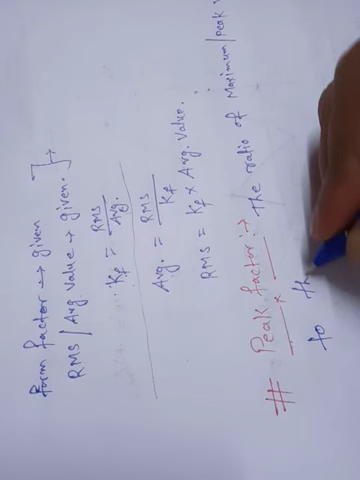 Form factor → given
RMS / Avg value → given. ]→
Kf = RMS / Avg.
Avg. = RMS / Kf
RMS = Kf × Avg. Value.
# Peak factor :→ The ratio of Maximum/peak
to th